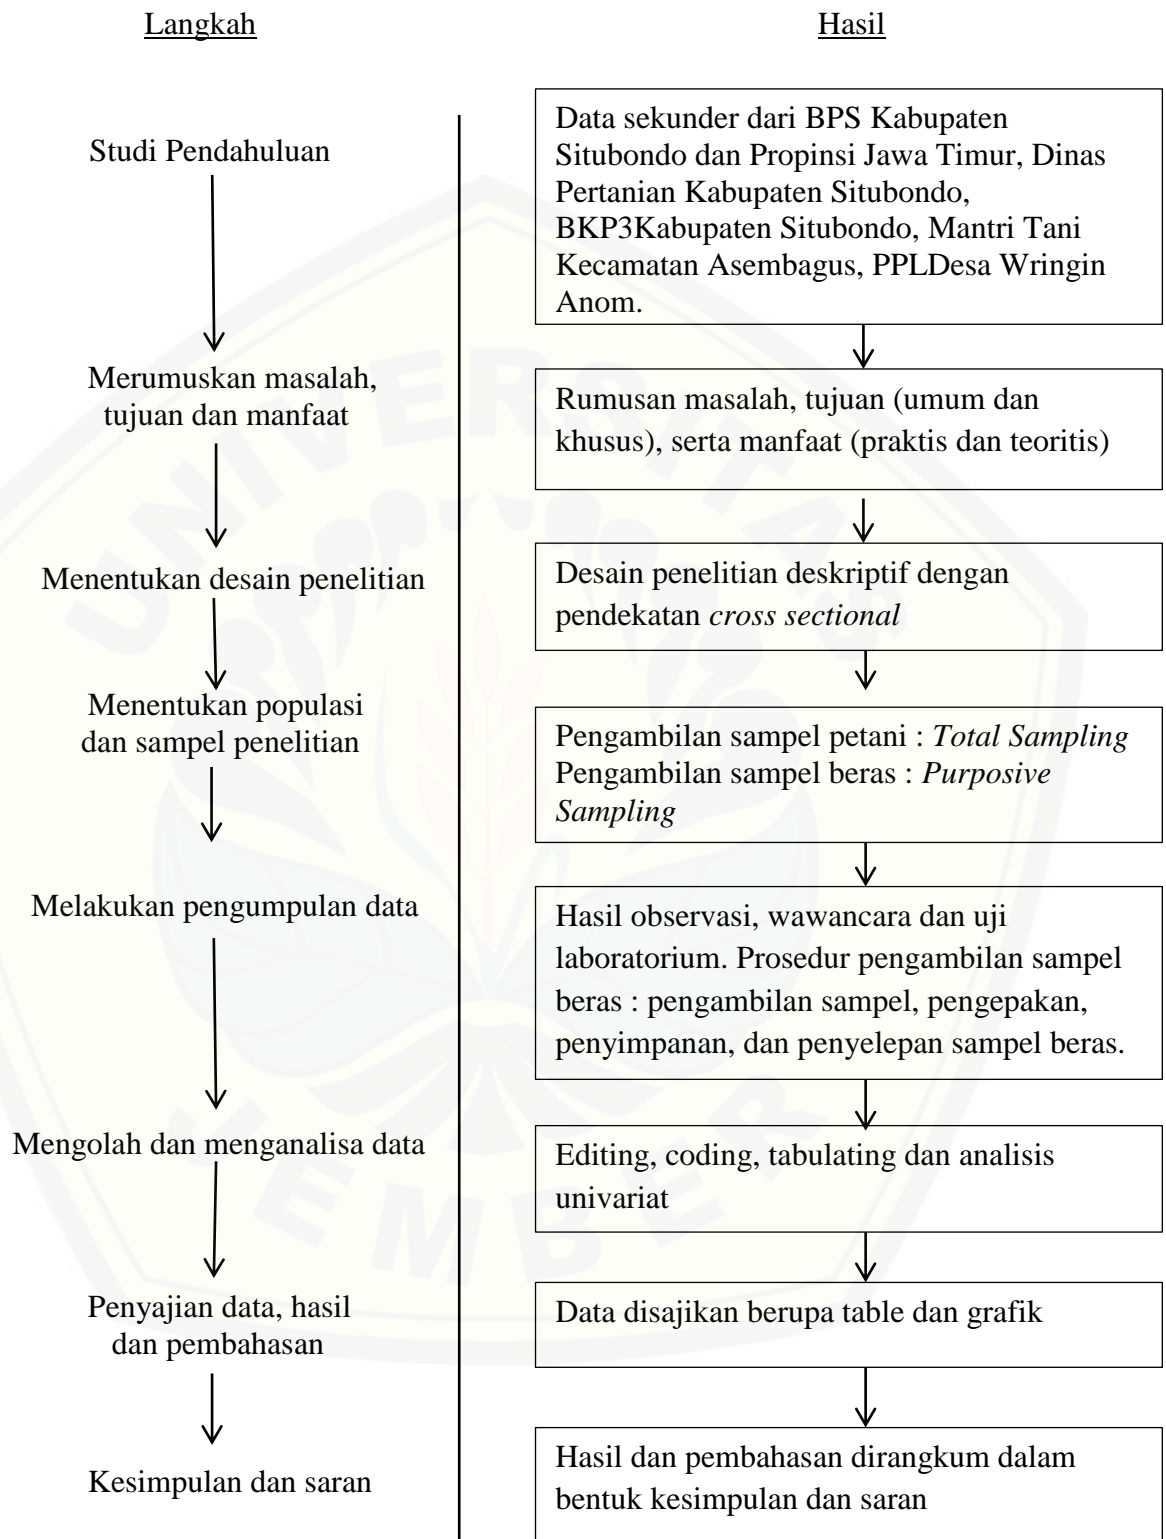 Langkah
Hasil
Studi Pendahuluan
Data sekunder dari BPS Kabupaten
Situbondo dan Propinsi Jawa Timur, Dinas
Pertanian Kabupaten Situbondo,
BKP3Kabupaten Situbondo, Mantri Tani
Kecamatan Asembagus, PPLDesa Wringin
Anom.
Merumuskan masalah,
tujuan dan manfaat
Rumusan masalah, tujuan (umum dan
khusus), serta manfaat (praktis dan teoritis)
Menentukan desain penelitian
Desain penelitian deskriptif dengan
pendekatan cross sectional
Menentukan populasi
dan sampel penelitian
Pengambilan sampel petani : Total Sampling
Pengambilan sampel beras : Purposive
Sampling
Melakukan pengumpulan data
Hasil observasi, wawancara dan uji
laboratorium. Prosedur pengambilan sampel
beras : pengambilan sampel, pengepakan,
penyimpanan, dan penyelepan sampel beras.
Mengolah dan menganalisa data
Editing, coding, tabulating dan analisis
univariat
Penyajian data, hasil
dan pembahasan
Data disajikan berupa table dan grafik
Kesimpulan dan saran
Hasil dan pembahasan dirangkum dalam
bentuk kesimpulan dan saran
UNIVERSITAS
JEMBER